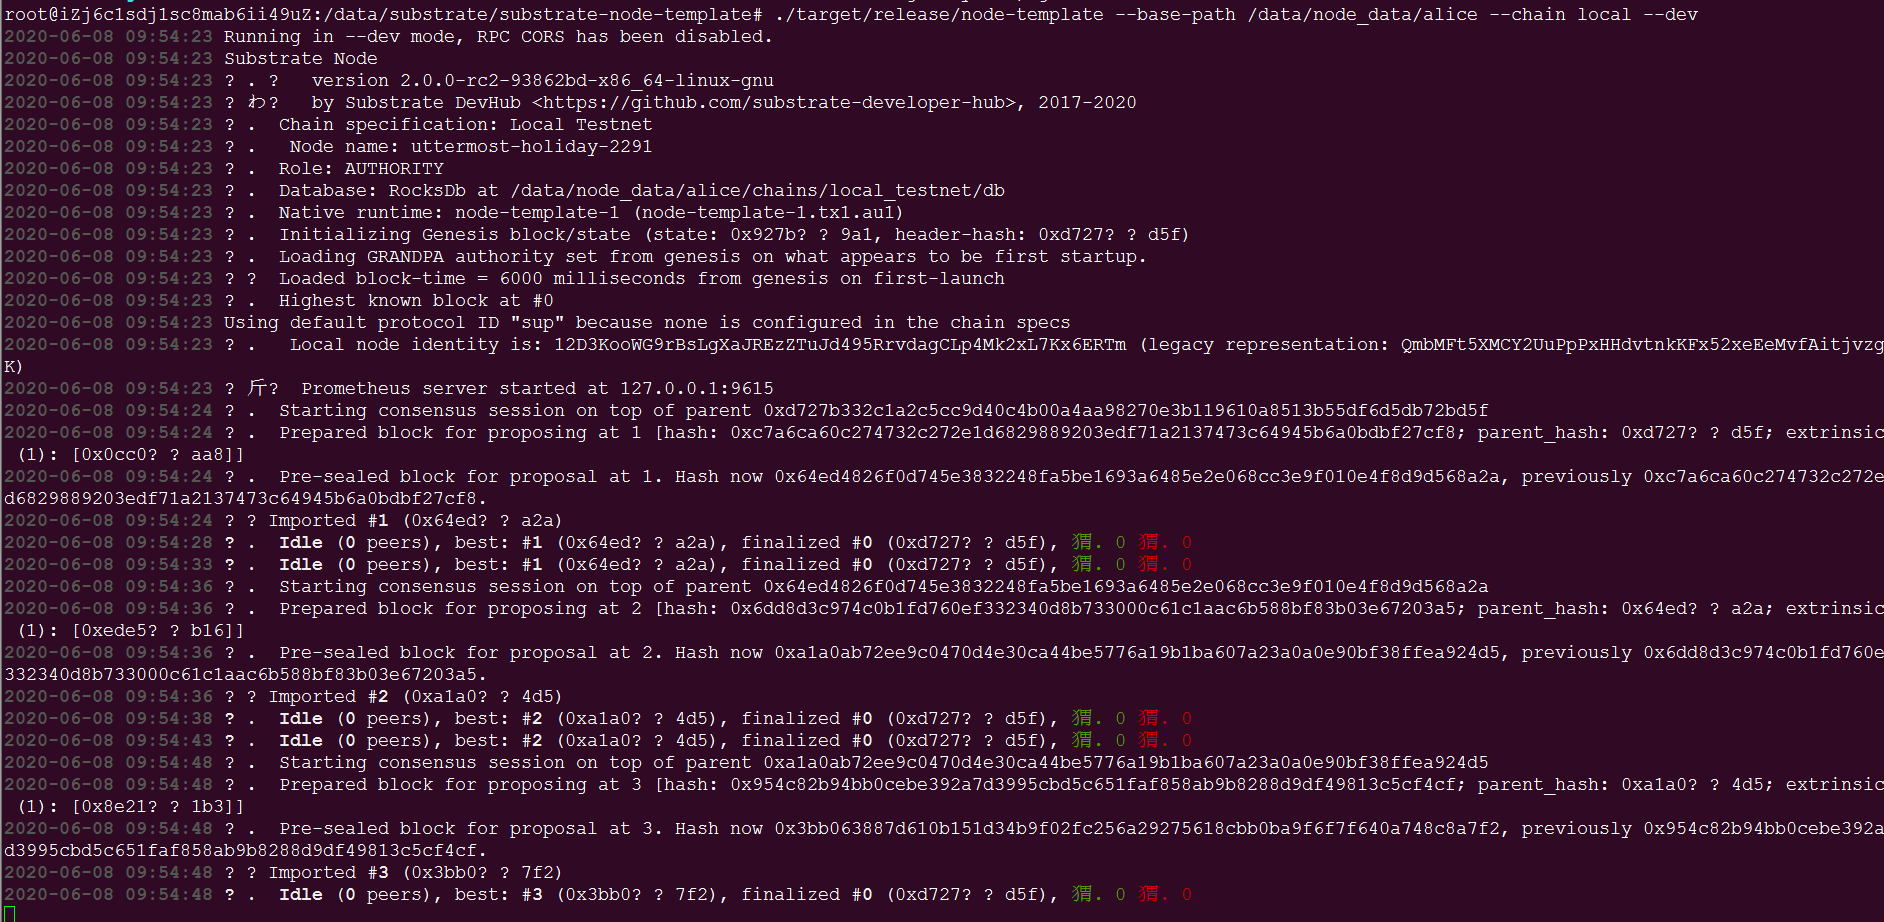 root@iZj6c1sdj1sc8mab6ii49uZ:/data/substrate/substrate-node-template# ./target/release/node-template --base-path /data/node_data/alice --chain local --dev
2020-06-08 09:54:23 Running in --dev mode, RPC CORS has been disabled.
2020-06-08 09:54:23 Substrate Node
2020-06-08 09:54:23 ? . ?   version 2.0.0-rc2-93862bd-x86_64-linux-gnu
2020-06-08 09:54:23 ? わ?   by Substrate DevHub <https://github.com/substrate-developer-hub>, 2017-2020
2020-06-08 09:54:23 ? .  Chain specification: Local Testnet
2020-06-08 09:54:23 ? .   Node name: uttermost-holiday-2291
2020-06-08 09:54:23 ? .  Role: AUTHORITY
2020-06-08 09:54:23 ? .  Database: RocksDb at /data/node_data/alice/chains/local_testnet/db
2020-06-08 09:54:23 ? .  Native runtime: node-template-1 (node-template-1.tx1.au1)
2020-06-08 09:54:23 ? .  Initializing Genesis block/state (state: 0x927b? ? 9a1, header-hash: 0xd727? ? d5f)
2020-06-08 09:54:23 ? .  Loading GRANDPA authority set from genesis on what appears to be first startup.
2020-06-08 09:54:23 ? ?  Loaded block-time = 6000 milliseconds from genesis on first-launch
2020-06-08 09:54:23 ? .  Highest known block at #0
2020-06-08 09:54:23 Using default protocol ID "sup" because none is configured in the chain specs
2020-06-08 09:54:23 ? .   Local node identity is: 12D3KooWG9rBsLgXaJREzZTuJd495RrvdagCLp4Mk2xL7Kx6ERTm (legacy representation: QmbMFt5XMCY2UuPpPxHHdvtnkKFx52xeEeMvfAitjvzg
K)
2020-06-08 09:54:23 ? 斤?  Prometheus server started at 127.0.0.1:9615
2020-06-08 09:54:24 ? .  Starting consensus session on top of parent 0xd727b332c1a2c5cc9d40c4b00a4aa98270e3b119610a8513b55df6d5db72bd5f
2020-06-08 09:54:24 ? .  Prepared block for proposing at 1 [hash: 0xc7a6ca60c274732c272e1d6829889203edf71a2137473c64945b6a0bdbf27cf8; parent_hash: 0xd727? ? d5f; extrinsic
(1): [0x0cc0? ? aa8]]
2020-06-08 09:54:24 ? .  Pre-sealed block for proposal at 1. Hash now 0x64ed4826f0d745e3832248fa5be1693a6485e2e068cc3e9f010e4f8d9d568a2a, previously 0xc7a6ca60c274732c272e
d6829889203edf71a2137473c64945b6a0bdbf27cf8.
2020-06-08 09:54:24 ? ? Imported #1 (0x64ed? ? a2a)
2020-06-08 09:54:28 ? .  Idle (0 peers), best: #1 (0x64ed? ? a2a), finalized #0 (0xd727? ? d5f), 猬. 0 猬. 0
2020-06-08 09:54:33 ? .  Idle (0 peers), best: #1 (0x64ed? ? a2a), finalized #0 (0xd727? ? d5f), 猬. 0 猬. 0
2020-06-08 09:54:36 ? .  Starting consensus session on top of parent 0x64ed4826f0d745e3832248fa5be1693a6485e2e068cc3e9f010e4f8d9d568a2a
2020-06-08 09:54:36 ? .  Prepared block for proposing at 2 [hash: 0x6dd8d3c974c0b1fd760ef332340d8b733000c61c1aac6b588bf83b03e67203a5; parent_hash: 0x64ed? ? a2a; extrinsic
(1): [0xede5? ? b16]]
2020-06-08 09:54:36 ? .  Pre-sealed block for proposal at 2. Hash now 0xa1a0ab72ee9c0470d4e30ca44be5776a19b1ba607a23a0a0e90bf38ffea924d5, previously 0x6dd8d3c974c0b1fd760e
332340d8b733000c61c1aac6b588bf83b03e67203a5.
2020-06-08 09:54:36 ? ? Imported #2 (0xa1a0? ? 4d5)
2020-06-08 09:54:38 ? .  Idle (0 peers), best: #2 (0xa1a0? ? 4d5), finalized #0 (0xd727? ? d5f), 猬. 0 猬. 0
2020-06-08 09:54:43 ? .  Idle (0 peers), best: #2 (0xa1a0? ? 4d5), finalized #0 (0xd727? ? d5f), 猬. 0 猬. 0
2020-06-08 09:54:48 ? .  Starting consensus session on top of parent 0xa1a0ab72ee9c0470d4e30ca44be5776a19b1ba607a23a0a0e90bf38ffea924d5
2020-06-08 09:54:48 ? .  Prepared block for proposing at 3 [hash: 0x954c82b94bb0cebe392a7d3995cbd5c651faf858ab9b8288d9df49813c5cf4cf; parent_hash: 0xa1a0? ? 4d5; extrinsic
(1): [0x8e21? ? 1b3]]
2020-06-08 09:54:48 ? .  Pre-sealed block for proposal at 3. Hash now 0x3bb063887d610b151d34b9f02fc256a29275618cbb0ba9f6f7f640a748c8a7f2, previously 0x954c82b94bb0cebe392a
d3995cbd5c651faf858ab9b8288d9df49813c5cf4cf.
2020-06-08 09:54:48 ? ? Imported #3 (0x3bb0? ? 7f2)
2020-06-08 09:54:48 ? .  Idle (0 peers), best: #3 (0x3bb0? ? 7f2), finalized #0 (0xd727? ? d5f), 猬. 0 猬. 0